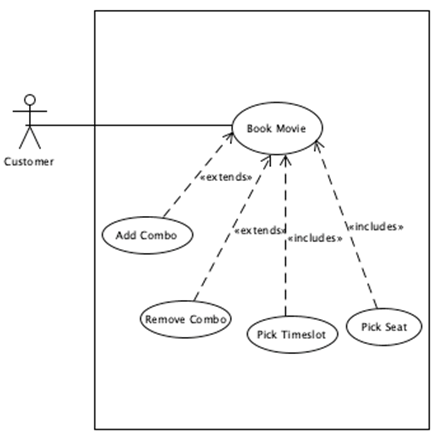 Book Movie
Customer
«extends»
Add Combo
«extends»
«includes»
«includes»
Remove Combo
Pick Timeslot
Pick Seat